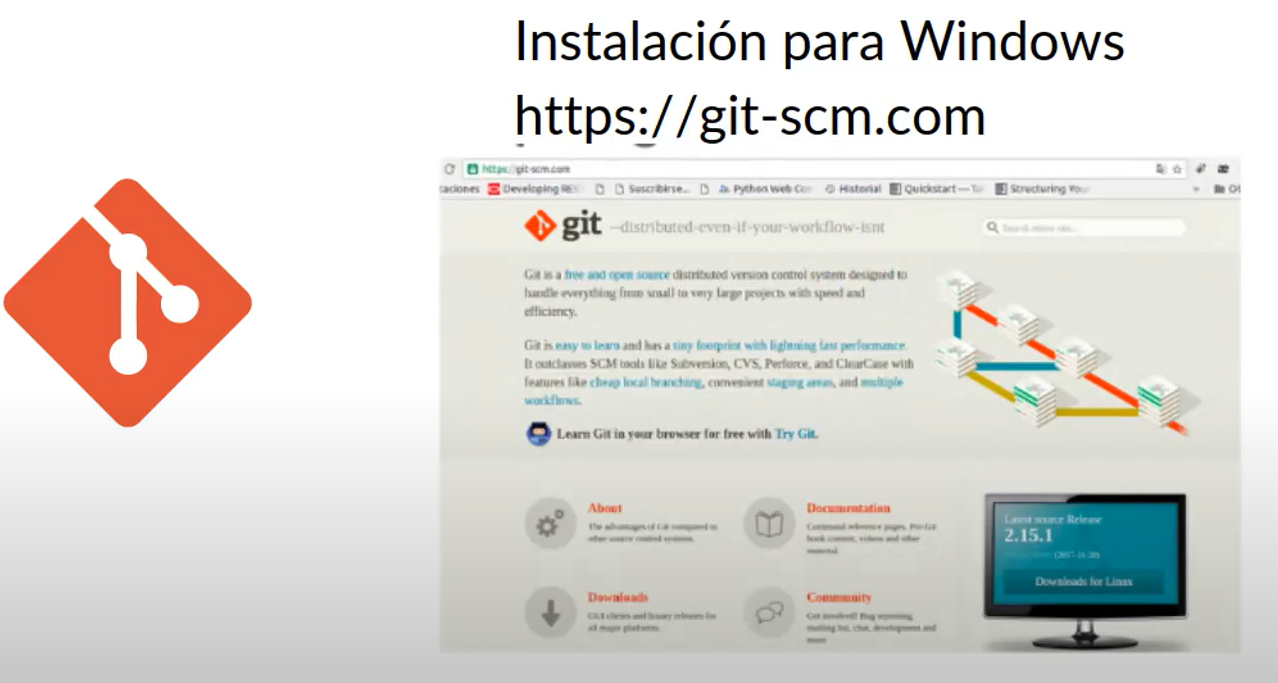 Instalación para Windows
https://git-scm.com
https://git-scm.com
taciones Developing RES Suscribirse... Python Web Co Historial Quickstart — Tu Structuring You
git --distributed-even-if-your-workflow-isnt
Git is a free and open source distributed version control system designed to
handle everything from small to very large projects with speed and
efficiency.
Git is easy to learn and has a tiny footprint with lightning fast performance.
It outclasses SCM tools like Subversion, CVS, Perforce, and ClearCase with
features like cheap local branching, convenient staging areas, and multiple
workflows.
Learn Git in your browser for free with Try Git.
About
The advantages of Git compared to
other source control systems.
Documentation
Command reference pages, Pro Git
book content, videos and other
material.
Downloads
GUI clients and binary releases for
all major platforms.
Community
Get involved! Bug reporting,
mailing list, chat, development and
more.
Latest source Release
2.15.1
(2017-11-28)
Downloads for Linux